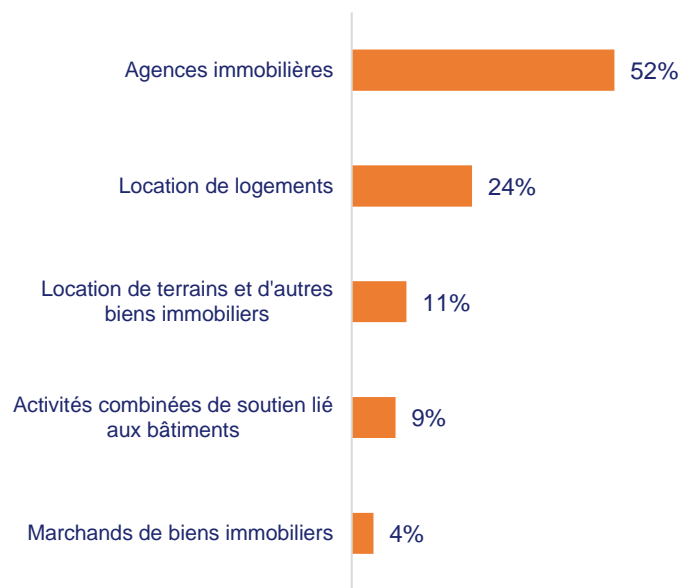 Agences immobilières
52%
Location de logements
24%
Location de terrains et d'autres
biens immobiliers
11%
Activités combinées de soutien lié
aux bâtiments
9%
Marchands de biens immobiliers
4%